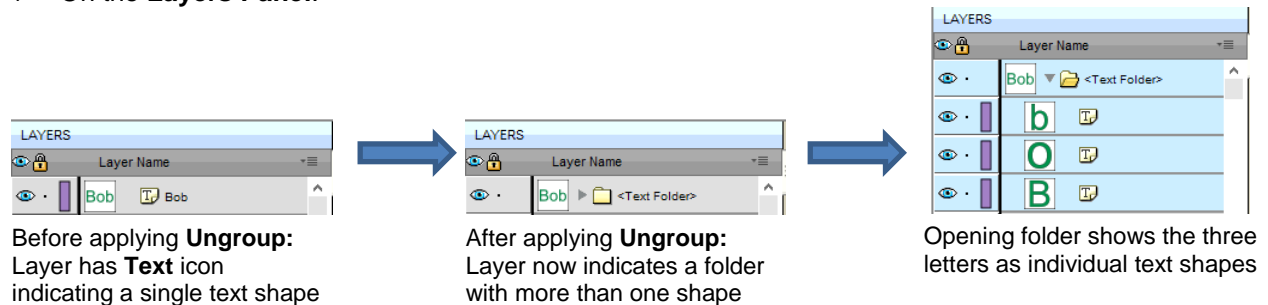 On the Layers Panel:
LAYERS
Layer Name
Bob Bob
Before applying Ungroup:
Layer has Text icon
indicating a single text shape
LAYERS
Layer Name
Bob <Text Folder>
After applying Ungroup:
Layer now indicates a folder
with more than one shape
LAYERS
Layer Name
Bob <Text Folder>
b
O
B
Opening folder shows the three
letters as individual text shapes